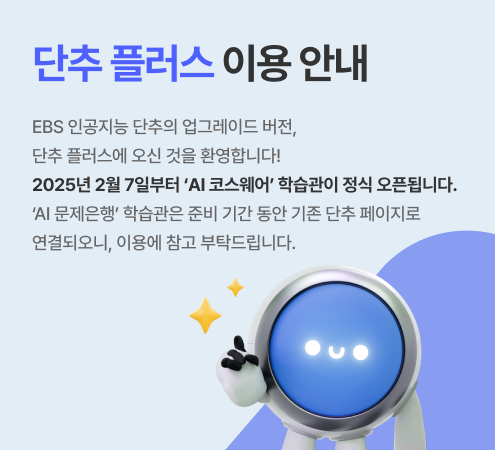 단추 플러스 이용 안내
EBS 인공지능 단추의 업그레이드 버전,
단추 플러스에 오신 것을 환영합니다!
2025년 2월 7일부터 ‘AI 코스웨어’ 학습관이 정식 오픈됩니다.
‘AI 문제은행’ 학습관은 준비 기간 동안 기존 단추 페이지로
연결되오니, 이용에 참고 부탁드립니다.